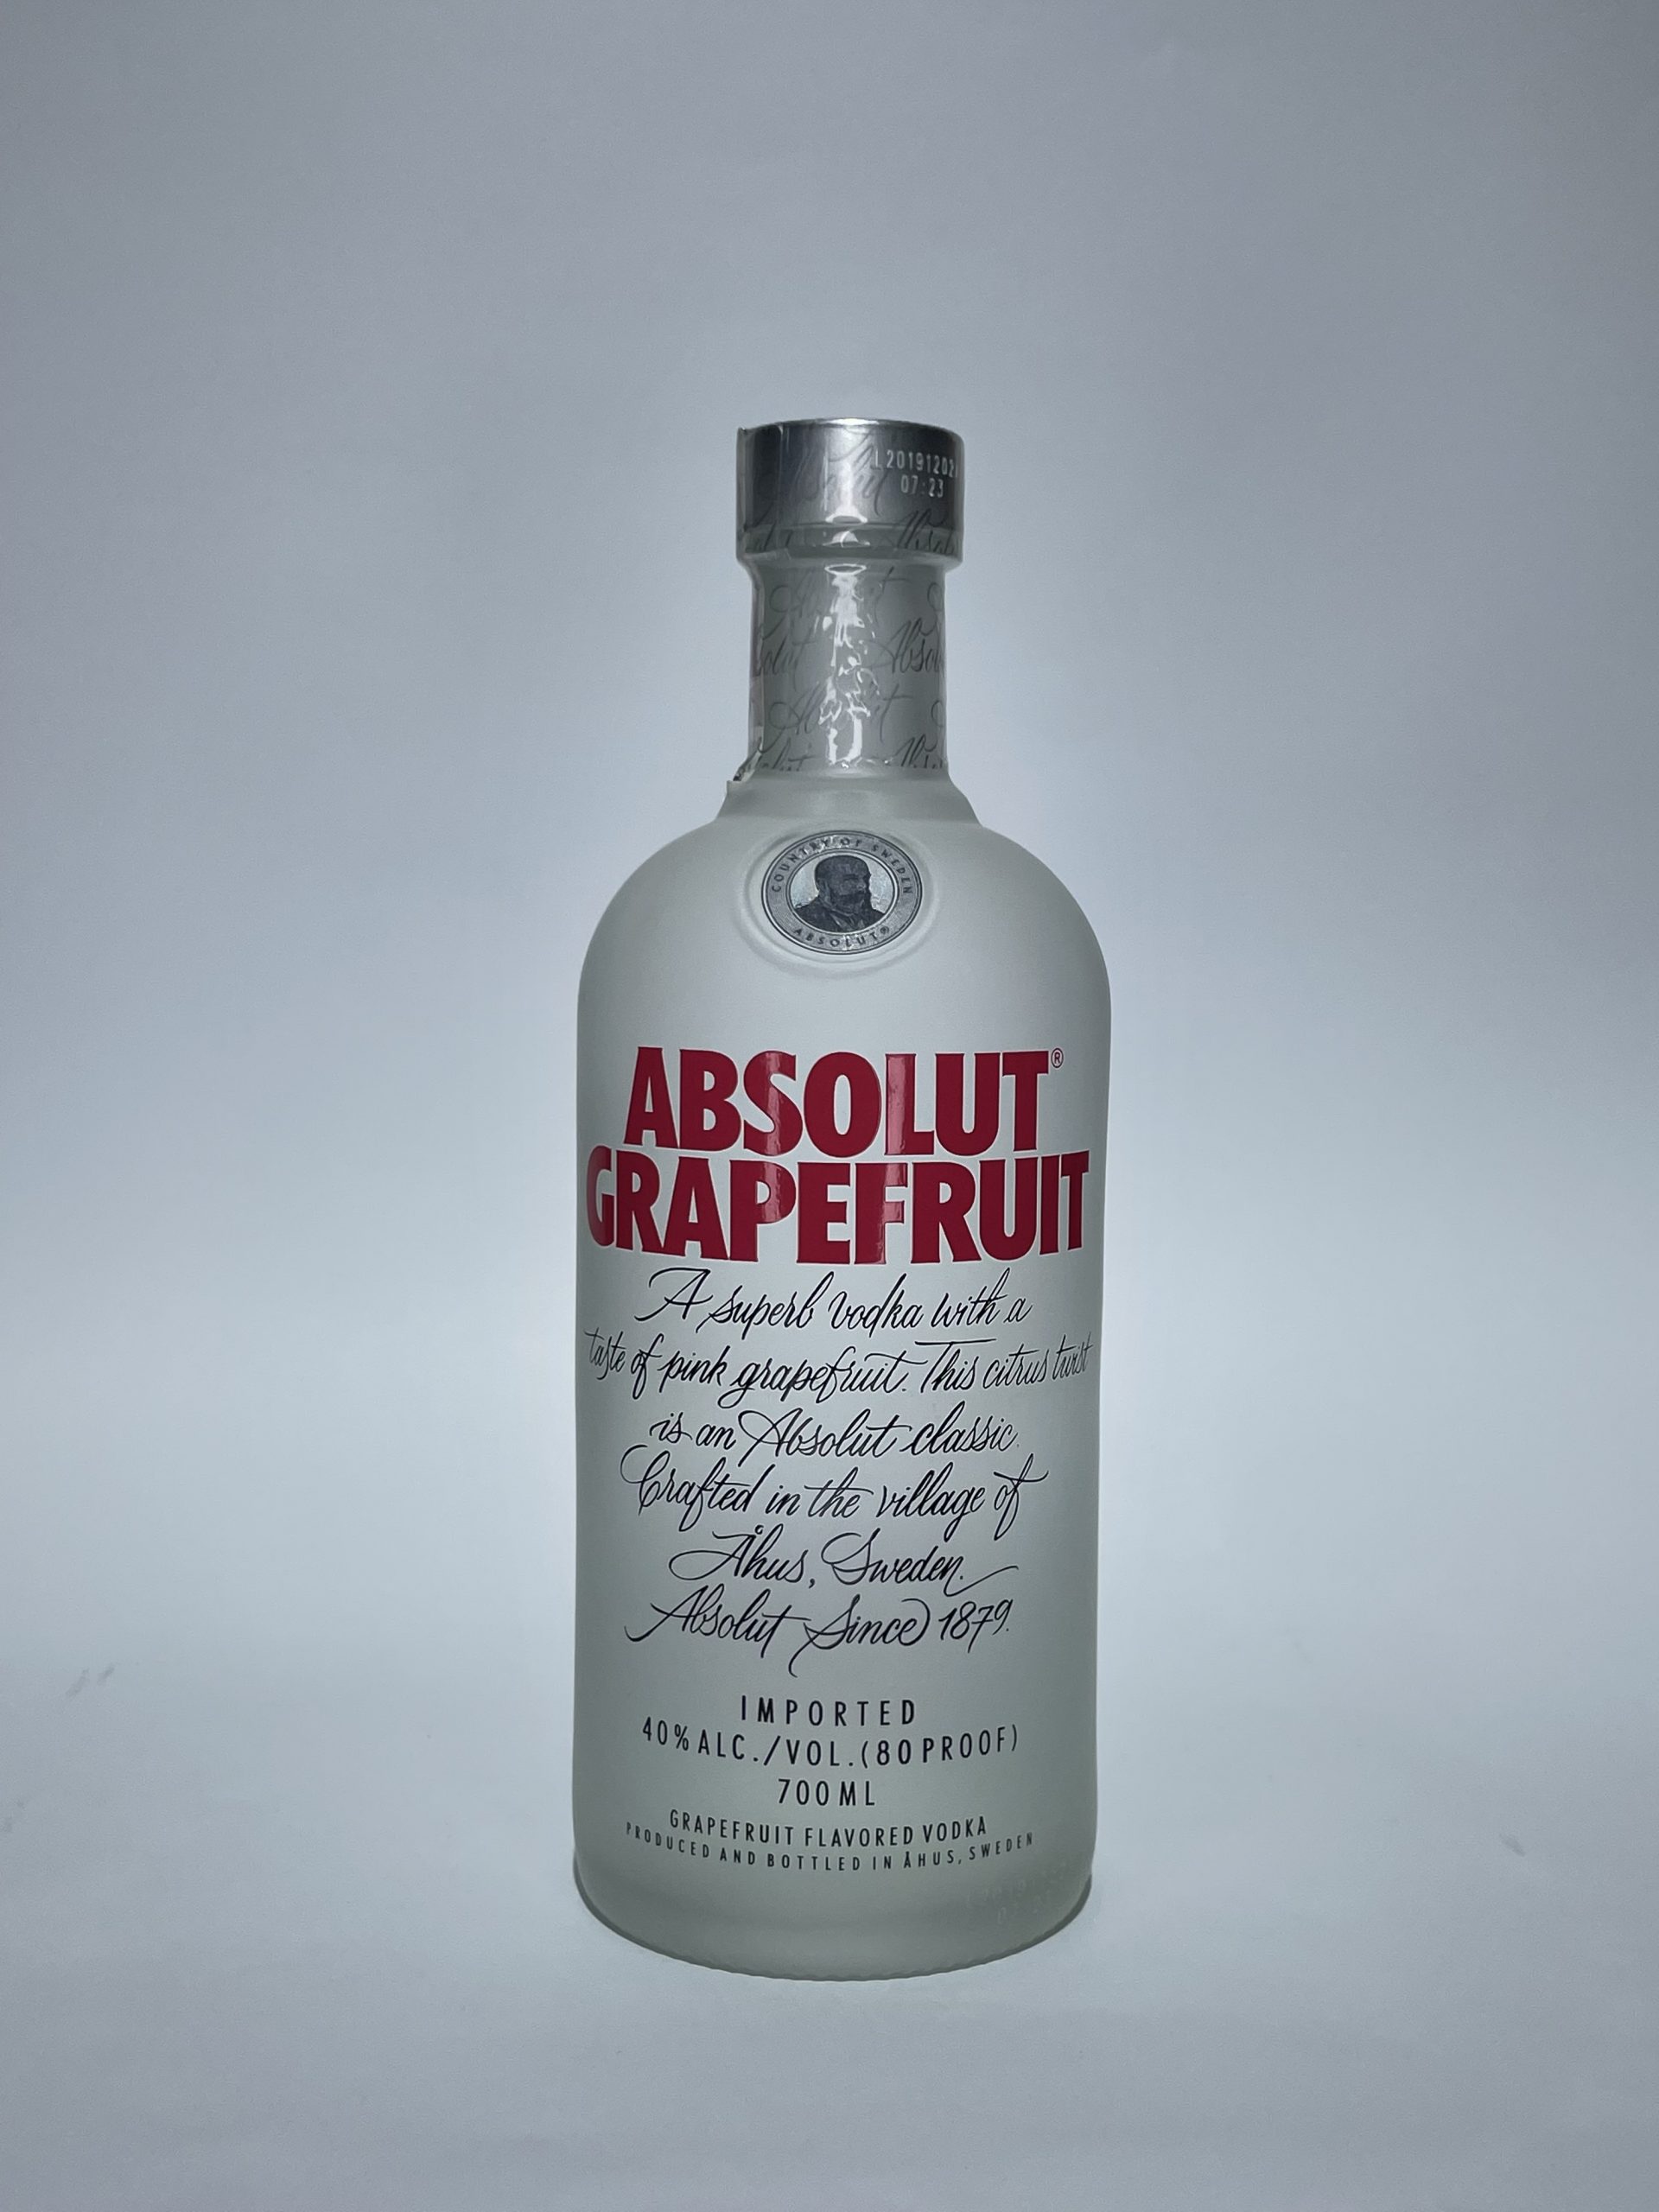 07:23
COUNTRY OF SWEDEN
ABSOLUT®
ABSOLUT®
GRAPEFRUIT
A superb vodka with a
taste of pink grapefruit. This citrus twist
is an Absolut classic.
Crafted in the village of
Åhus, Sweden.
Absolut Since 1879.
IMPORTED
40% ALC./VOL. (80 PROOF)
700 ML
GRAPEFRUIT FLAVORED VODKA
PRODUCED AND BOTTLED IN ÅHUS, SWEDEN